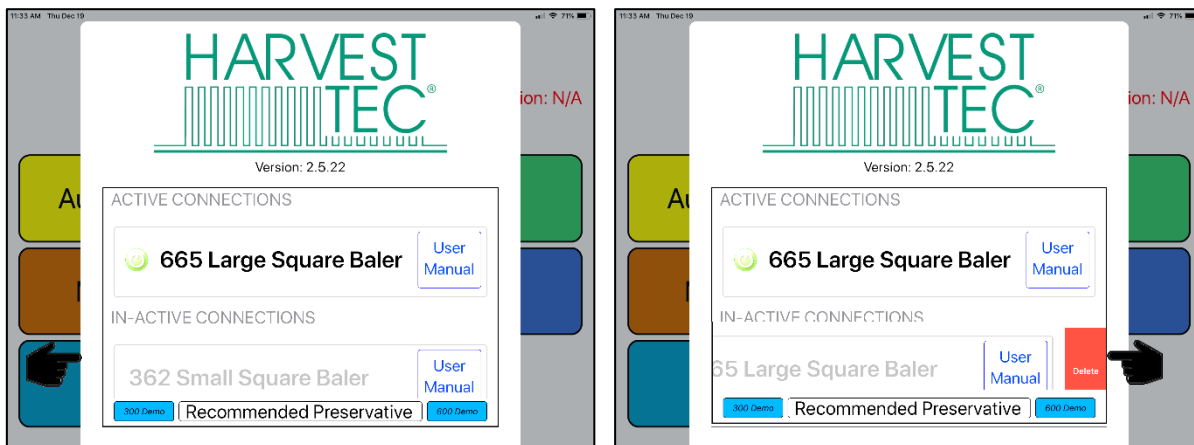 11:33 AM Thu Dec 19
71%
HARVEST
TEC®
Version: 2.5.22
ion: N/A
Au
ACTIVE CONNECTIONS
665 Large Square Baler
User
Manual
IN-ACTIVE CONNECTIONS
362 Small Square Baler
User
Manual
300 Demo
Recommended Preservative
600 Demo
11:33 AM Thu Dec 19
71%
HARVEST
TEC®
Version: 2.5.22
ion: N/A
Au
ACTIVE CONNECTIONS
665 Large Square Baler
User
Manual
IN-ACTIVE CONNECTIONS
65 Large Square Baler
User
Manual
Delete
300 Demo
Recommended Preservative
600 Demo